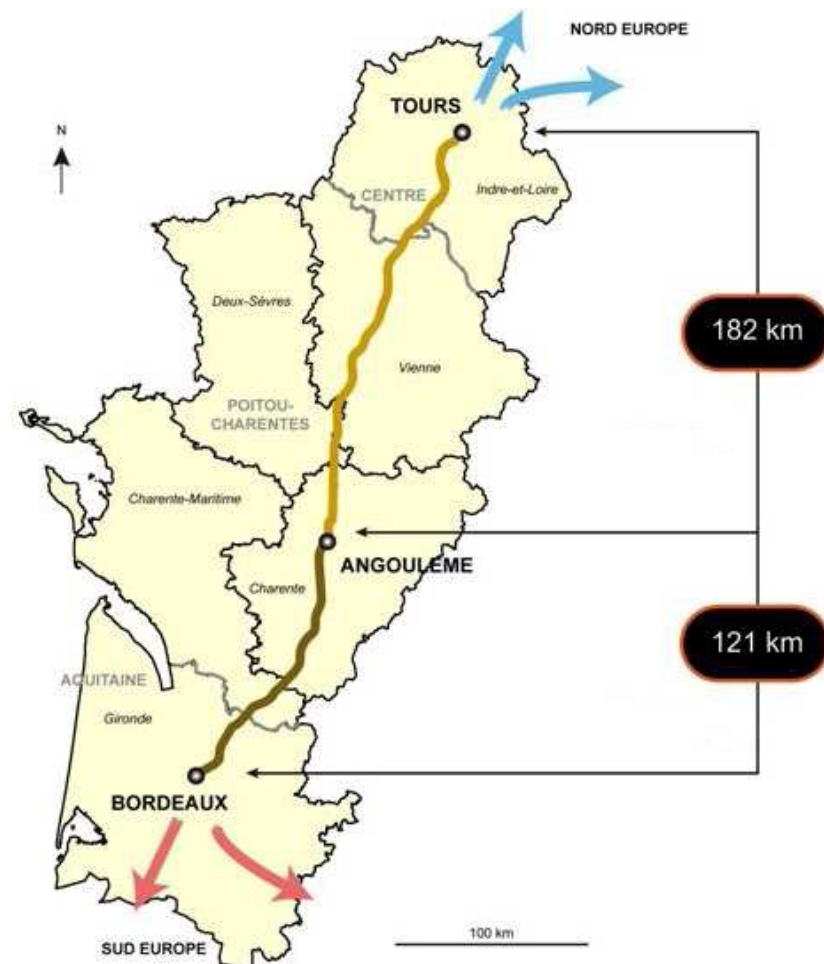 NORD EUROPE
TOURS
N
CENTRE
Indre-et-Loire
Deux-Sèvres
182 km
Vienne
POITOU-
CHARENTES
Charente-Maritime
ANGOULEME
Charente
121 km
AQUITAINE
Gironde
BORDEAUX
100 km
SUD EUROPE